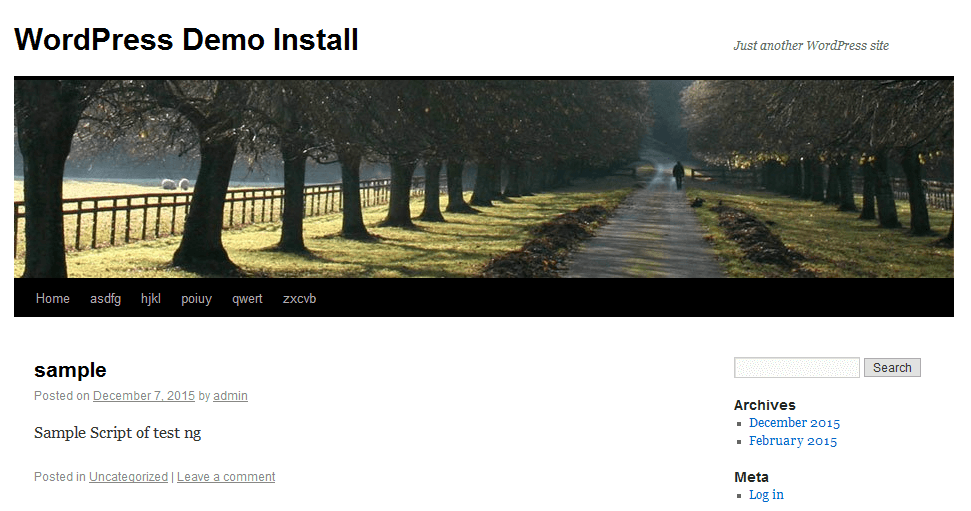 WordPress Demo Install
Just another WordPress site
Home asdfg hjkl poiuy qwert zxcvb
sample
Posted on December 7, 2015 by admin
Sample Script of test ng
Posted in Uncategorized | Leave a comment
Search
Archives
December 2015
February 2015
Meta
Log in